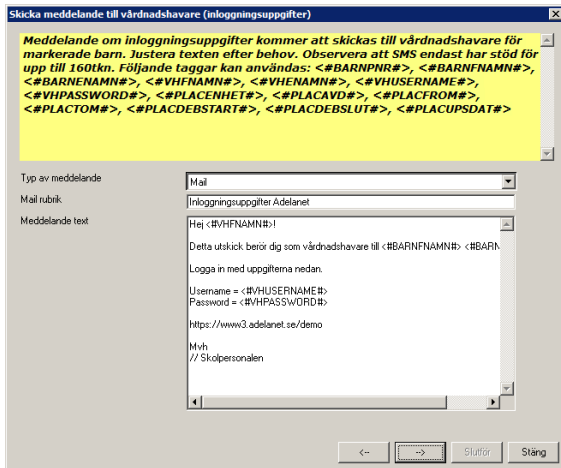 Skicka meddelande till vårdnadshavare (inloggningsuppgifter)
Meddelande om inloggningsuppgifter kommer att skickas till vårdnadshavare för
markerade barn. Justera texten efter behov. Observera att SMS endast har stöd för
upp till 160tkn. Följande taggar kan användas: <#BARNPNR#>, <#BARNFNAMN#>,
<#BARNENAMN#>, <#VHFNAMN#>, <#VHENAMN#>, <#VHUSERNAME#>,
<#VHPASSWORD#>, <#PLACENHET#>, <#PLACAVD#>, <#PLACFROM#>,
<#PLACTOM#>, <#PLACDEBSTART#>, <#PLACDEBSLUT#>, <#PLACUPSDAT#>
Typ av meddelande
Mail
Mail rubrik
Inloggningsuppgifter Adelanet
Meddelande text
Hej <#VHFNAMN#>!
Detta utskick berör dig som vårdnadshavare till <#BARNFNAMN#> <#BARN
Logga in med uppgifterna nedan.
Username = <#VHUSERNAME#>
Password = <#VHPASSWORD#>
https://www3.adelanet.se/demo
Mvh
// Skolpersonalen
<-- --> Slutför Stäng